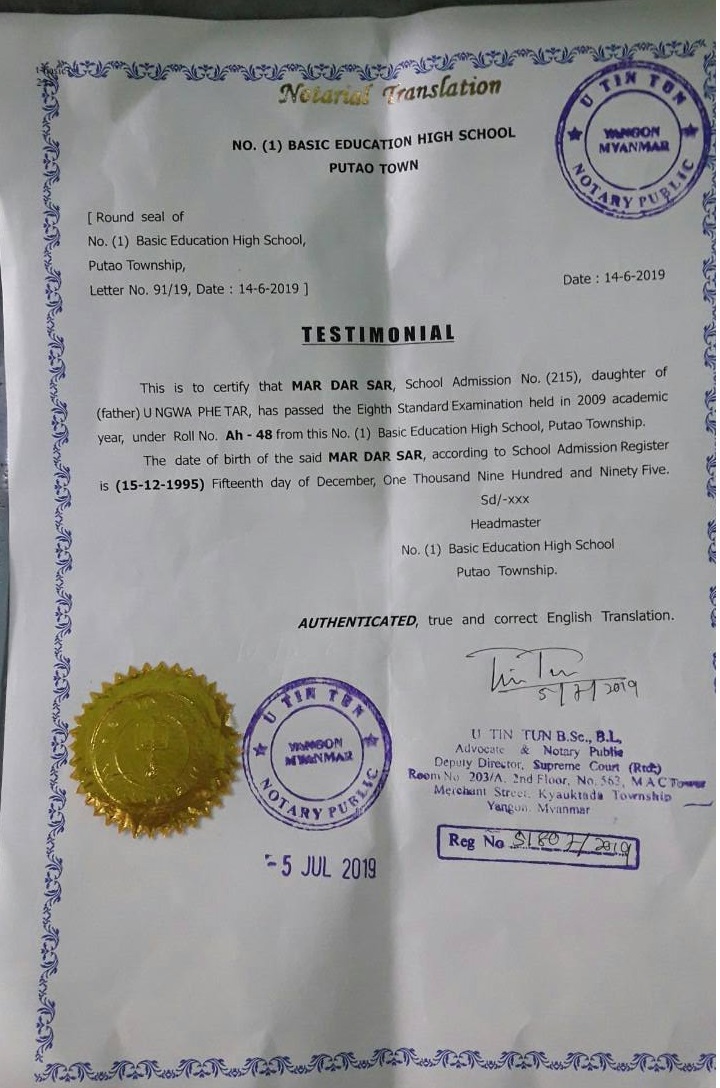 Notarial Translation
U TIN TUN
YANGON
MYANMAR
NOTARY PUBLIC
NO. (1) BASIC EDUCATION HIGH SCHOOL
PUTAO TOWN
[ Round seal of
No. (1) Basic Education High School,
Putao Township,
Letter No. 91/19, Date : 14-6-2019 ]
Date : 14-6-2019
TESTIMONIAL
This is to certify that MAR DAR SAR, School Admission No. (215), daughter of
(father) U NGWA PHE TAR, has passed the Eighth Standard Examination held in 2009 academic
year, under Roll No. Ah - 48 from this No. (1) Basic Education High School, Putao Township.
The date of birth of the said MAR DAR SAR, according to School Admission Register
is (15-12-1995) Fifteenth day of December, One Thousand Nine Hundred and Ninety Five.
Sd/-xxx
Headmaster
No. (1) Basic Education High School
Putao Township.
AUTHENTICATED, true and correct English Translation.
Tin Tun
5/7/2019
U TIN TUN
YANGON
MYANMAR
NOTARY PUBLIC
U TIN TUN B.Sc., B.L,
Advocate & Notary Public
Deputy Director, Supreme Court (Rtd;)
Room No 203/A. 2nd Floor, No. 563, MAC Tower
Merchant Street, Kyauktada Township
Yangon. Myanmar
Reg No /2019
-5 JUL 2019